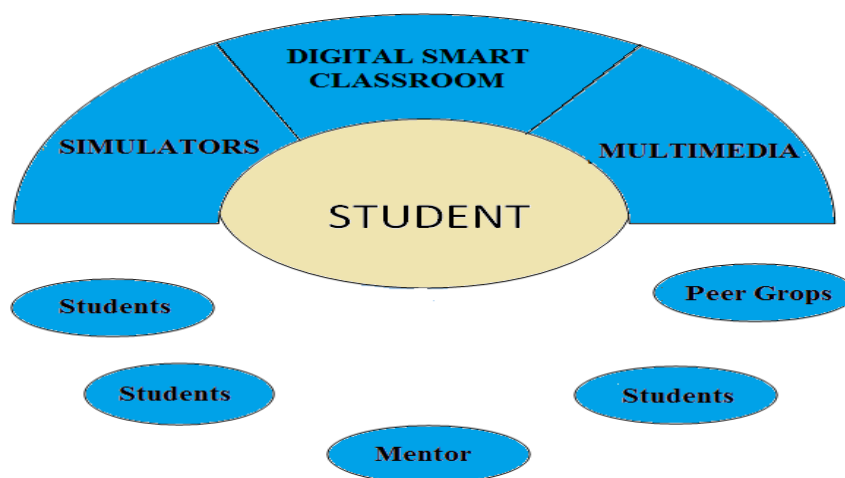 DIGITAL SMART
CLASSROOM
SIMULATORS
MULTIMEDIA
STUDENT
Students
Peer Grops
Students
Students
Mentor